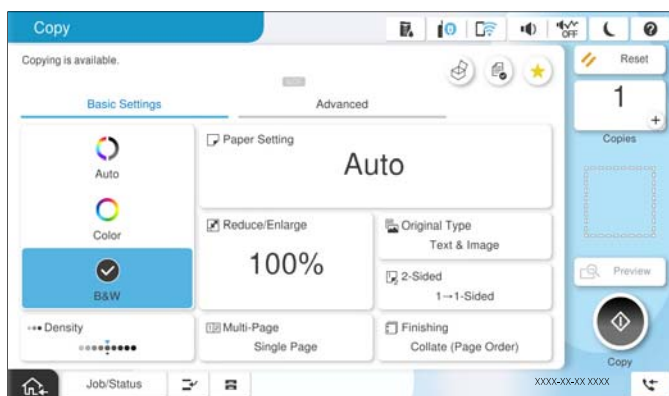 Copy
OFF
Copying is available.
Reset
Basic Settings
Advanced
1
Copies
Auto
Color
B&W
Paper Setting
Auto
Reduce/Enlarge
100%
Original Type
Text & Image
2-Sided
1→1-Sided
Preview
Density
Multi-Page
Single Page
Finishing
Collate (Page Order)
Copy
Job/Status
XXXX-XX-XX XXXX